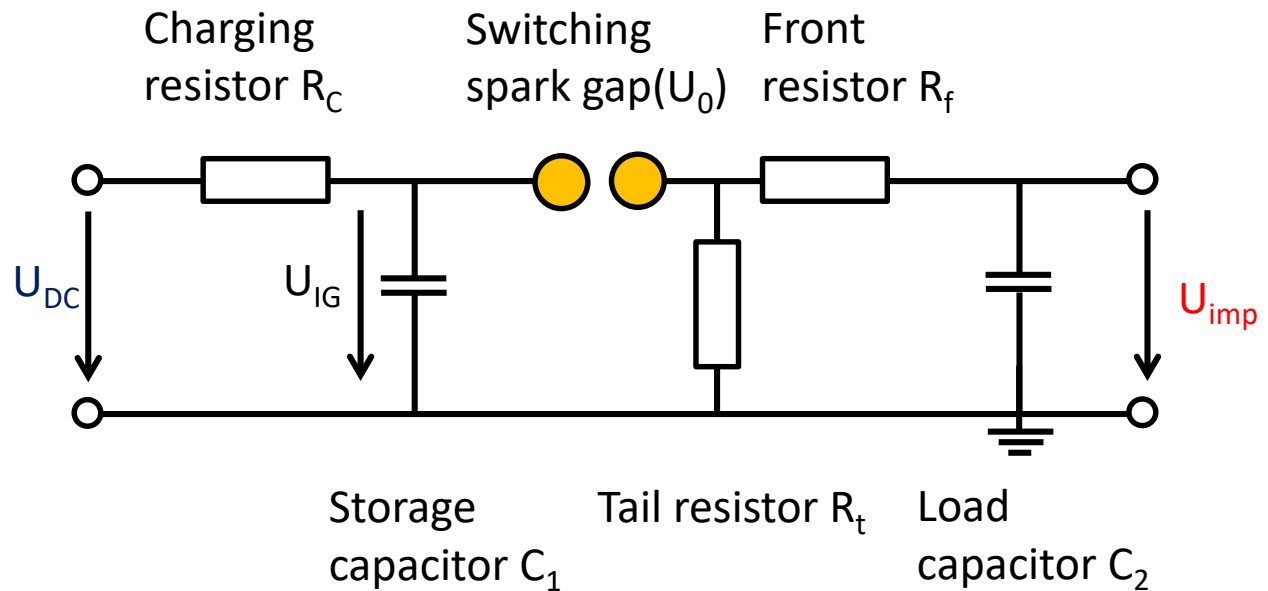 Charging
resistor R_C
Switching
spark gap(U_0)
Front
resistor R_f
U_DC
U_IG
U_imp
Storage
capacitor C_1
Tail resistor R_t
Load
capacitor C_2